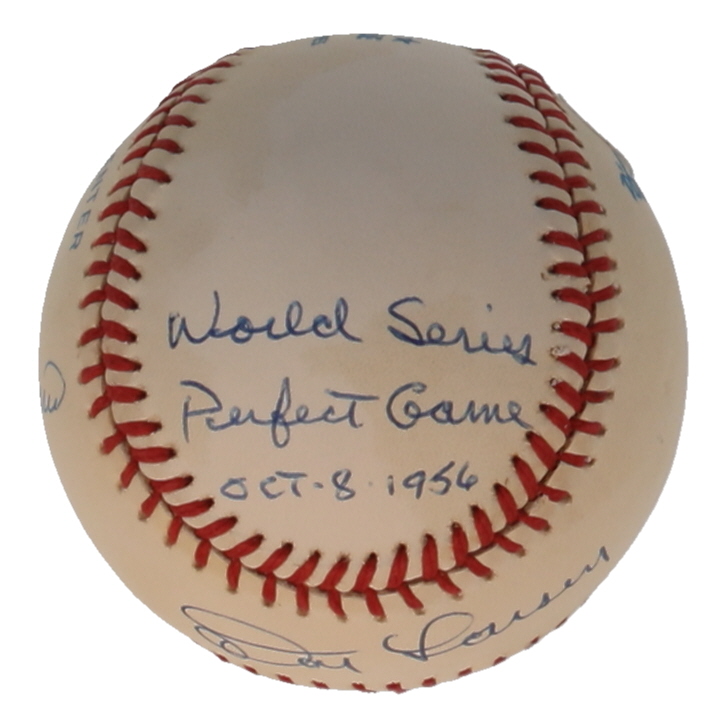 World Series
Perfect Game
OCT-8-1956
Don Larsen